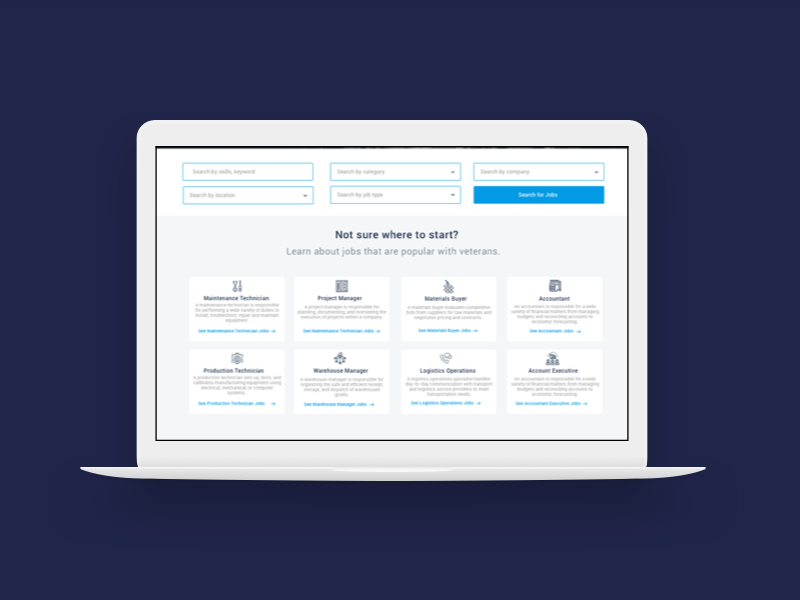 Search by skills, keyword
Search by category
Search by company
Search by location
Search by job type
Search for Jobs
Not sure where to start?
Learn about jobs that are popular with veterans.
Maintenance Technician
A maintenance technician is responsible
for performing a wide variety of duties to
install, troubleshoot, repair and maintain
equipment.
See Maintenance Technician Jobs →
Project Manager
A project manager is responsible for
planning, documenting, and overseeing the
execution of projects within a company.
See Maintenance Technician Jobs →
Materials Buyer
A materials buyer evaluates competitive
bids from suppliers for raw materials and
negotiates pricing and contracts.
See Materials Buyer Jobs →
Accountant
An accountant is responsible for a wide
variety of financial matters from managing
budgets and recording accounts to
economic forecasting.
See Accountant Jobs →
Production Technician
A production technician sets up, tests, and
calibrates manufacturing equipment using
electrical, mechanical, or computer
systems.
See Production Technician Jobs →
Warehouse Manager
A warehouse manager is responsible for
organizing the safe and efficient receipt,
storage, and dispatch of warehoused
goods.
See Warehouse Manager Jobs →
Logistics Operations
A logistics operations specialist handles
day-to-day communication with transport
and logistics service providers to meet
transportation needs.
See Logistics Operations Jobs →
Account Executive
An accountant is responsible for a wide
variety of financial matters from managing
budgets and recording accounts to
economic forecasting.
See Accountant Executive Jobs →